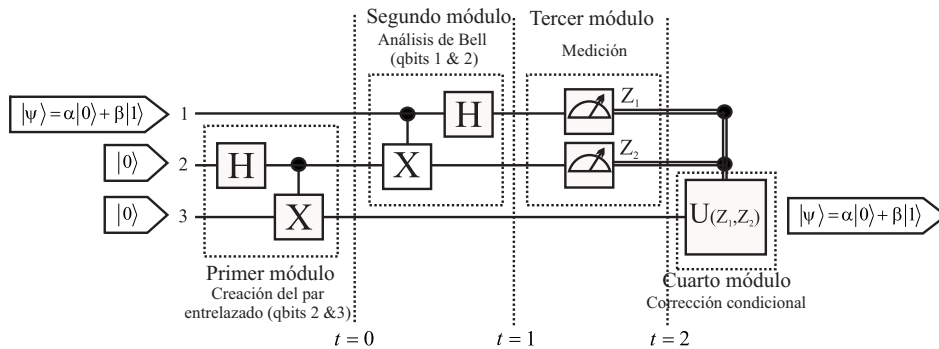 Segundo módulo
Análisis de Bell
(qbits 1 & 2)
Tercer módulo
Medición
|ψ⟩ = α|0⟩ + β|1⟩
1
H
Z₁
|0⟩
2
H
X
Z₂
|0⟩
3
X
U(Z₁,Z₂)
|ψ⟩ = α|0⟩ + β|1⟩
Primer módulo
Creación del par
entrelazado (qbits 2 &3)
Cuarto módulo
Corrección condicional
t = 0
t = 1
t = 2